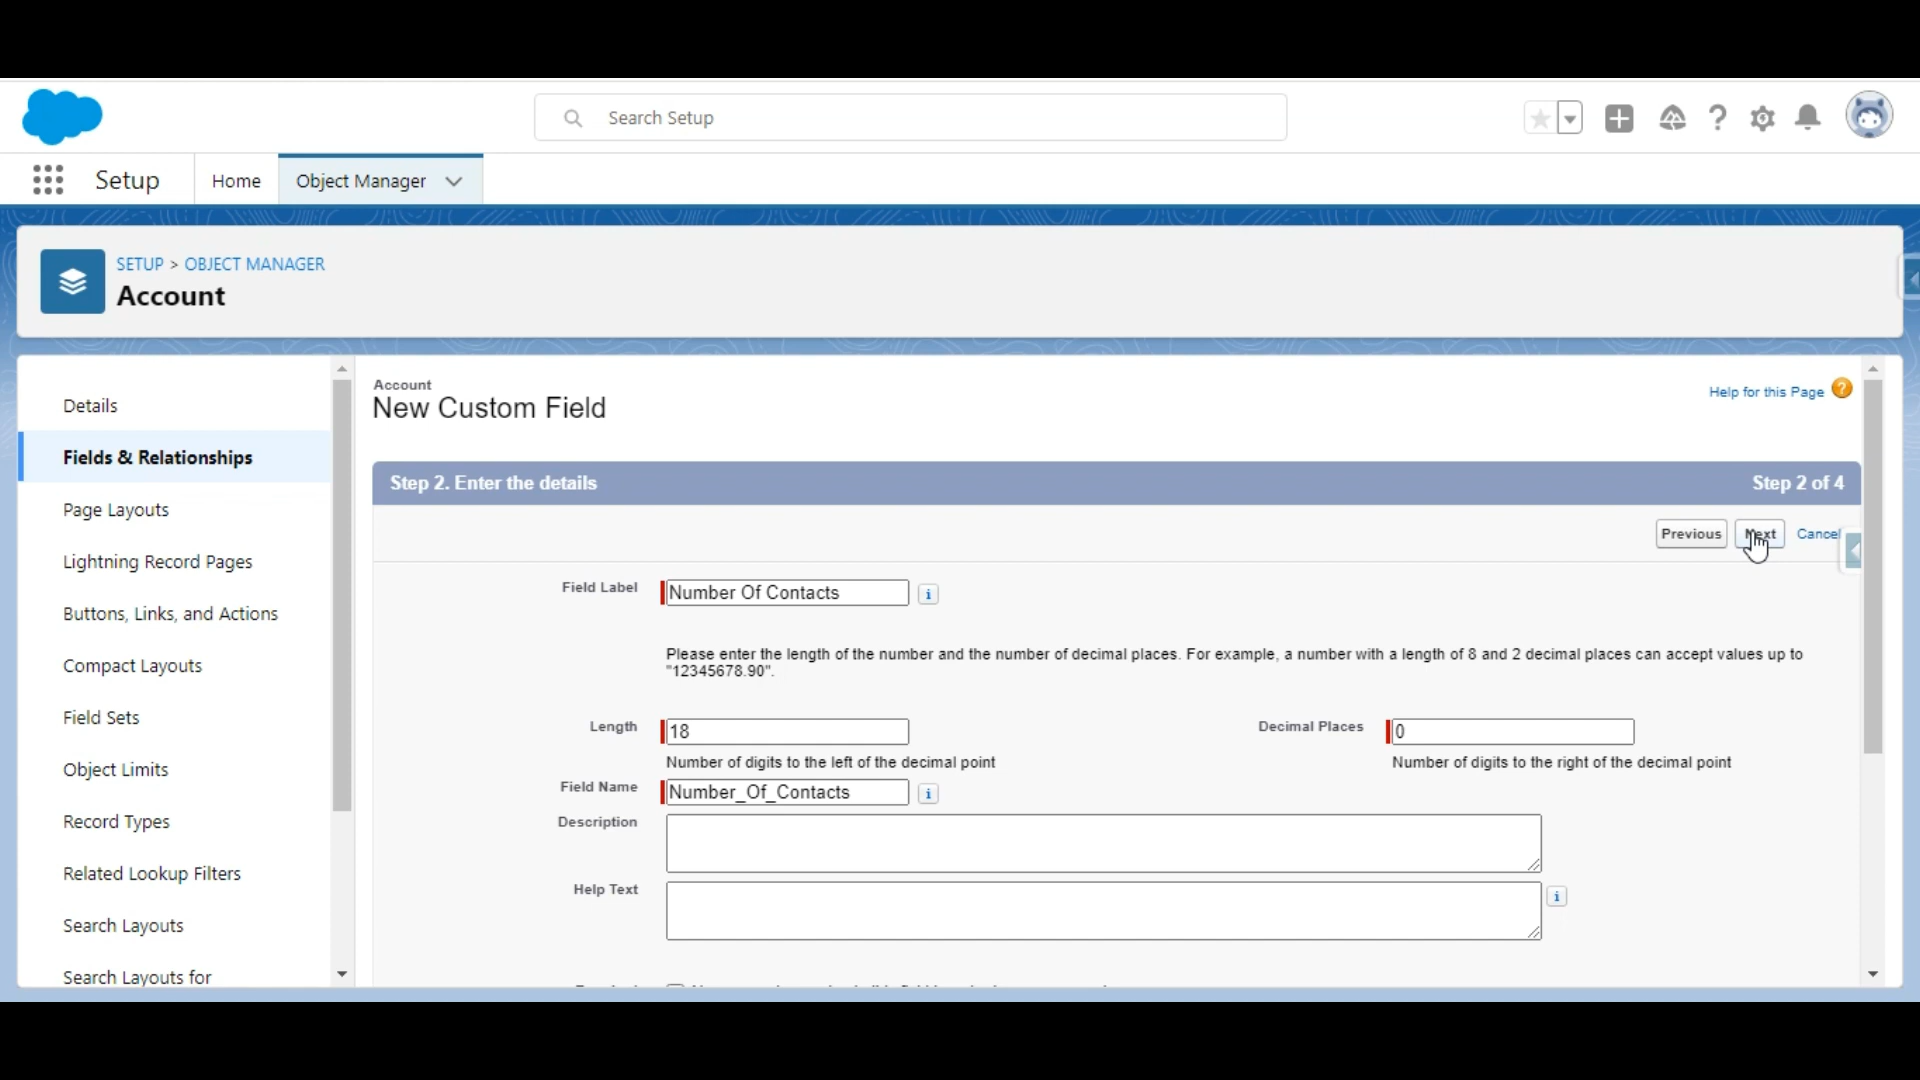 Search Setup
Setup
Home
Object Manager
SETUP > OBJECT MANAGER
Account
Details
Fields & Relationships
Page Layouts
Lightning Record Pages
Buttons, Links, and Actions
Compact Layouts
Field Sets
Object Limits
Record Types
Related Lookup Filters
Search Layouts
Search Layouts for
Account
New Custom Field
Help for this Page
Step 2. Enter the details
Step 2 of 4
Previous
Next
Cancel
Field Label
Number Of Contacts
Please enter the length of the number and the number of decimal places. For example, a number with a length of 8 and 2 decimal places can accept values up to
"12345678.90".
Length
18
Decimal Places
0
Number of digits to the left of the decimal point
Number of digits to the right of the decimal point
Field Name
Number_Of_Contacts
Description
Help Text